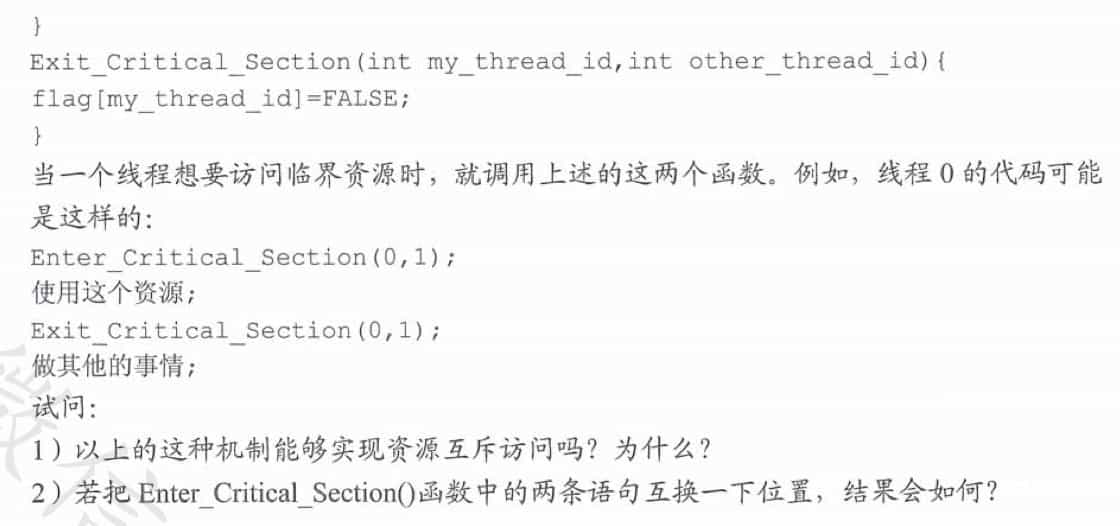 }
Exit_Critical_Section(int my_thread_id,int other_thread_id){
flag[my_thread_id]=FALSE;
}
当一个线程想要访问临界资源时，就调用上述的这两个函数。例如，线程 0 的代码可能
是这样的：
Enter_Critical_Section(0,1);
使用这个资源；
Exit_Critical_Section(0,1);
做其他的事情；
试问：
1）以上的这种机制能够实现资源互斥访问吗？为什么？
2）若把 Enter_Critical_Section()函数中的两条语句互换一下位置，结果会如何？